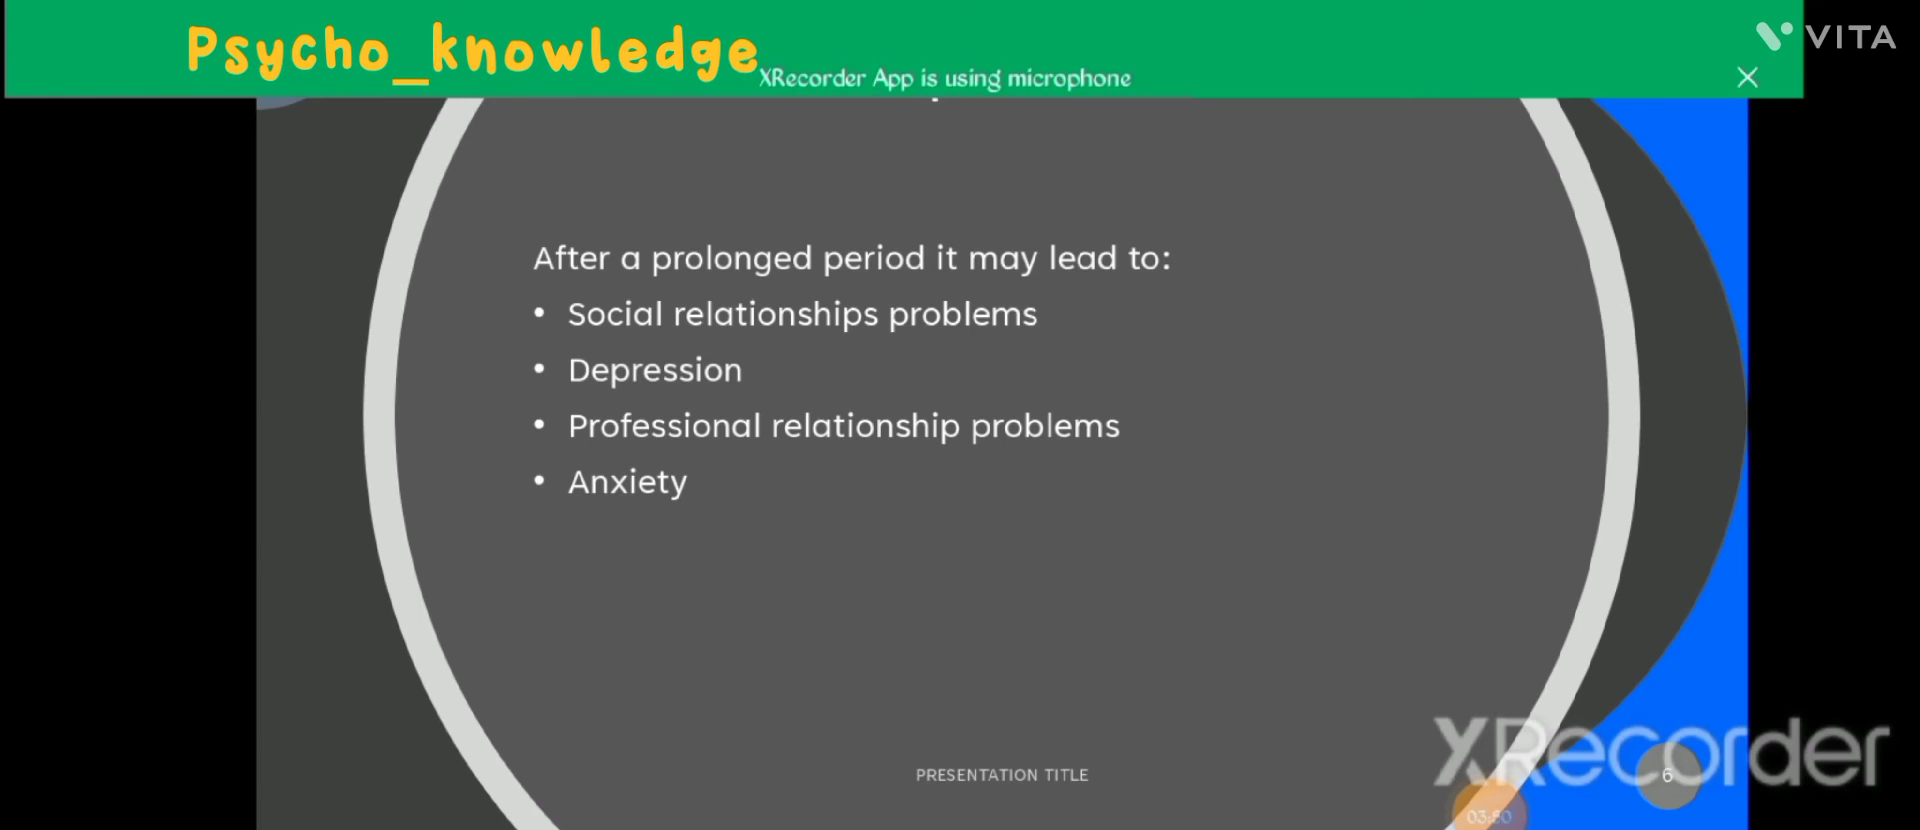 Psycho_knowledge
VITA
XRecorder App is using microphone
After a prolonged period it may lead to:
• Social relationships problems
• Depression
• Professional relationship problems
• Anxiety
PRESENTATION TITLE
XRecorder
6